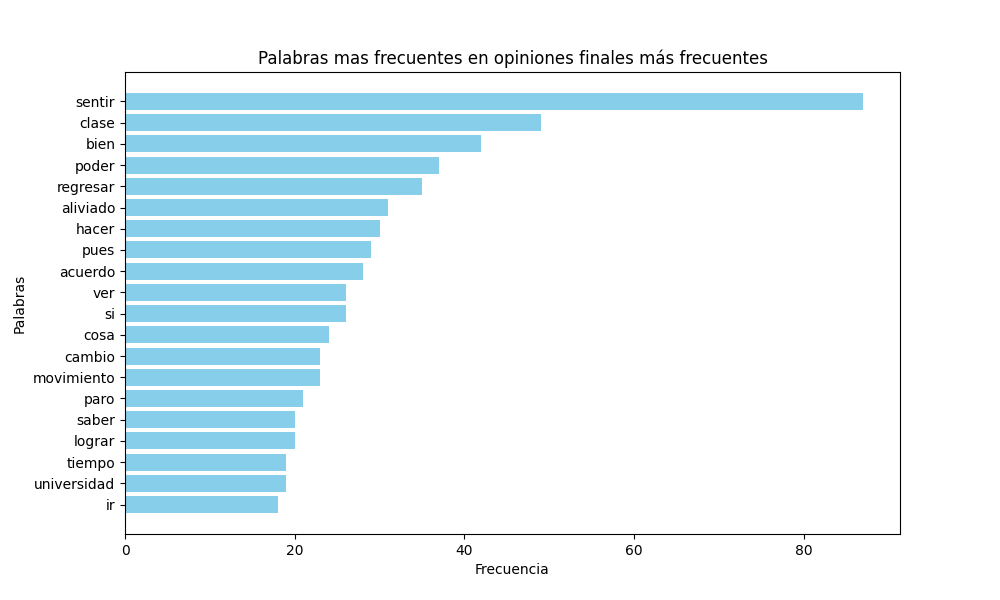 Palabras mas frecuentes en opiniones finales más frecuentes
Palabras
sentir
clase
bien
poder
regresar
aliviado
hacer
pues
acuerdo
ver
si
cosa
cambio
movimiento
paro
saber
lograr
tiempo
universidad
ir
0 20 40 60 80
Frecuencia